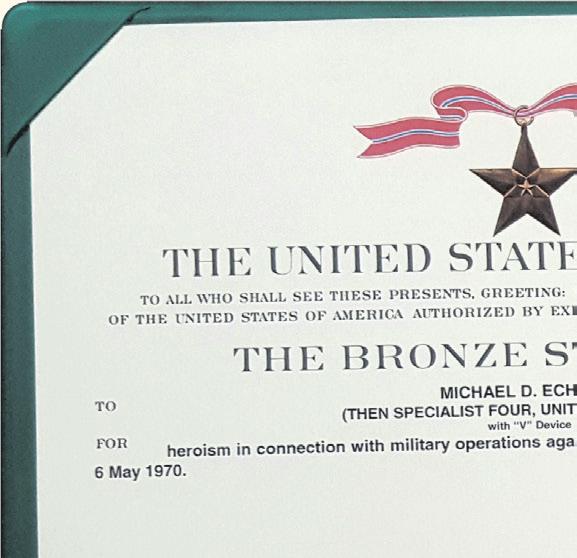 THE UNITED STATE
TO ALL WHO SHALL SEE THESE PRESENTS, GREETING:
OF THE UNITED STATES OF AMERICA AUTHORIZED BY EXE
THE BRONZE ST
MICHAEL D. ECH
TO
(THEN SPECIALIST FOUR, UNIT
with "V" Device
FOR heroism in connection with military operations aga
6 May 1970.